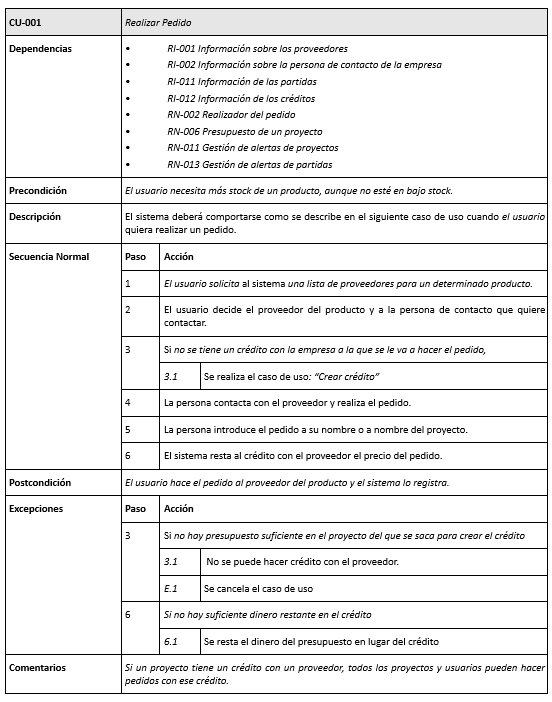 CU-001 Realizar Pedido
Dependencias
• RI-001 Información sobre los proveedores
• RI-002 Información sobre la persona de contacto de la empresa
• RI-011 Información de las partidas
• RI-012 Información de los créditos
• RN-002 Realizador del pedido
• RN-006 Presupuesto de un proyecto
• RN-011 Gestión de alertas de proyectos
• RN-013 Gestión de alertas de partidas
Precondición El usuario necesita más stock de un producto, aunque no esté en bajo stock.
Descripción El sistema deberá comportarse como se describe en el siguiente caso de uso cuando el usuario
quiera realizar un pedido.
Secuencia Normal Paso Acción
1 El usuario solicita al sistema una lista de proveedores para un determinado producto.
2 El usuario decide el proveedor del producto y a la persona de contacto que quiere
contactar.
3 Si no se tiene un crédito con la empresa a la que se le va a hacer el pedido,
3.1 Se realiza el caso de uso: “Crear crédito”
4 La persona contacta con el proveedor y realiza el pedido.
5 La persona introduce el pedido a su nombre o a nombre del proyecto.
6 El sistema resta al crédito con el proveedor el precio del pedido.
Postcondición El usuario hace el pedido al proveedor del producto y el sistema lo registra.
Excepciones Paso Acción
3 Si no hay presupuesto suficiente en el proyecto del que se saca para crear el crédito
3.1 No se puede hacer crédito con el proveedor.
E.1 Se cancela el caso de uso
6 Si no hay suficiente dinero restante en el crédito
6.1 Se resta el dinero del presupuesto en lugar del crédito
Comentarios Si un proyecto tiene un crédito con un proveedor, todos los proyectos y usuarios pueden hacer
pedidos con ese crédito.